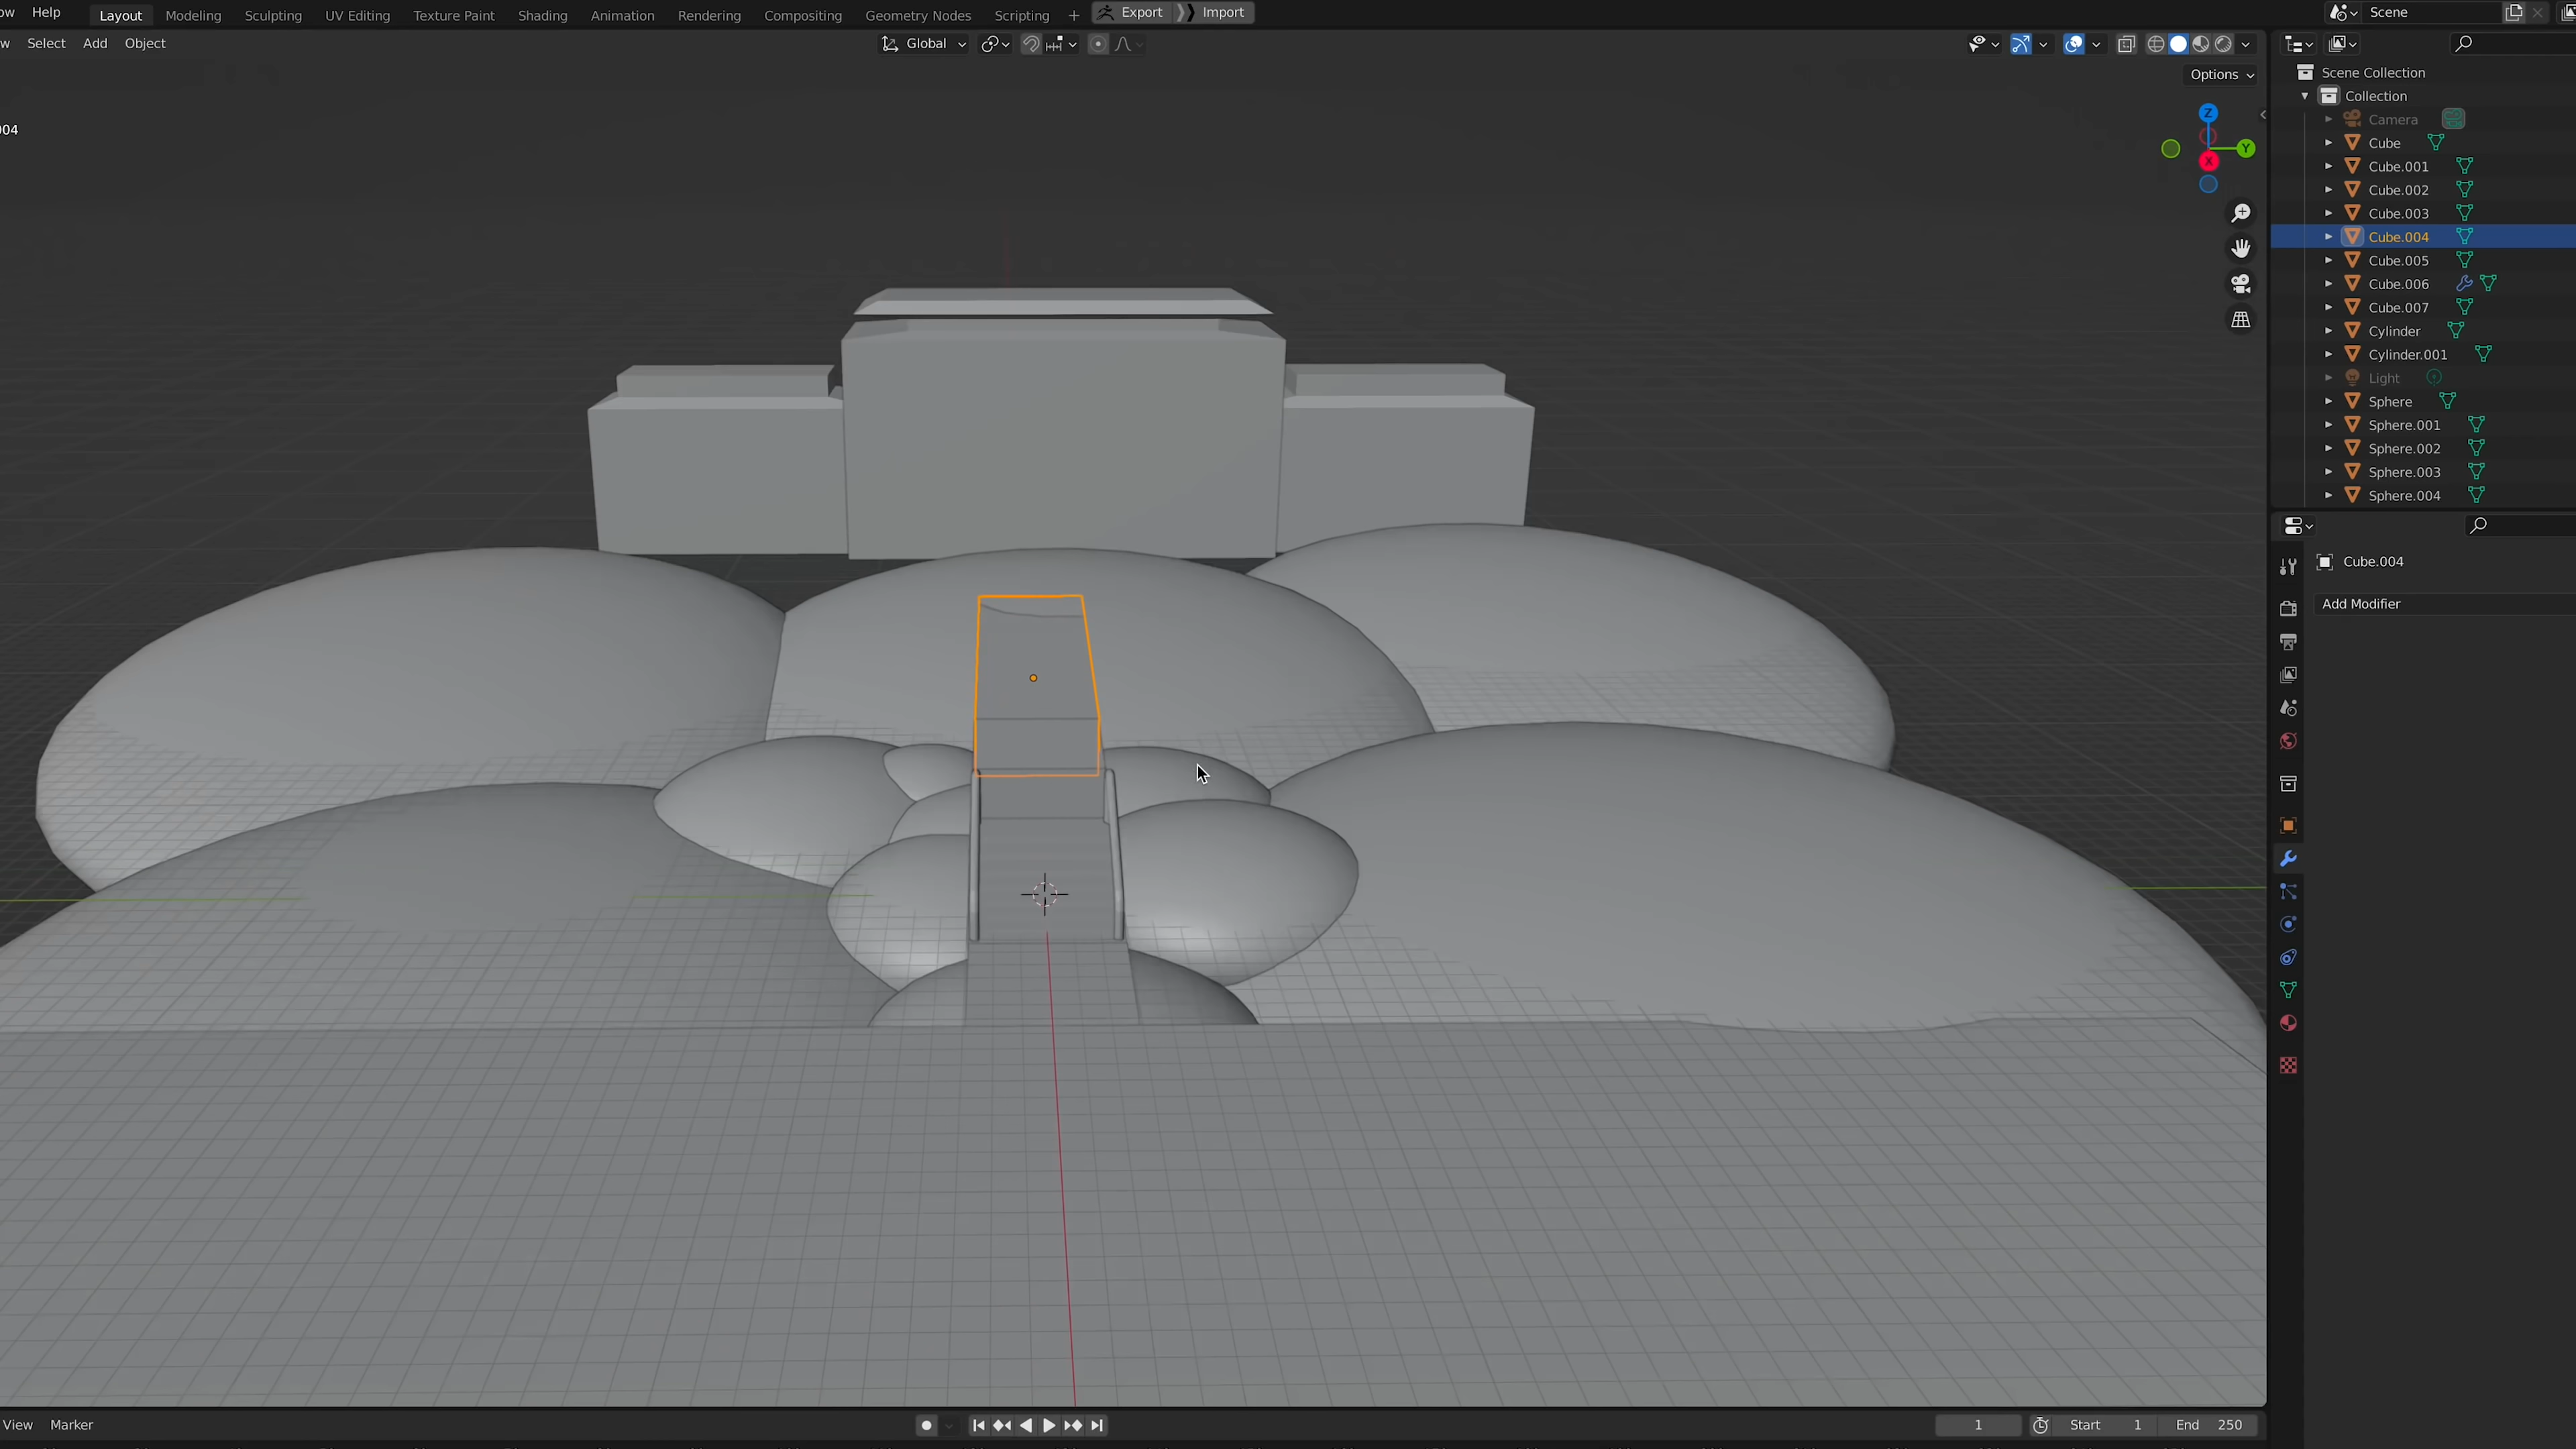 ow Help Layout Modeling Sculpting UV Editing Texture Paint Shading Animation Rendering Compositing Geometry Nodes Scripting + Export Import Scene
w Select Add Object Global
Options
Z
Y
X
004
Scene Collection
Collection
Camera
Cube
Cube.001
Cube.002
Cube.003
Cube.004
Cube.005
Cube.006
Cube.007
Cylinder
Cylinder.001
Light
Sphere
Sphere.001
Sphere.002
Sphere.003
Sphere.004
Cube.004
Add Modifier
View Marker 1 Start 1 End 250